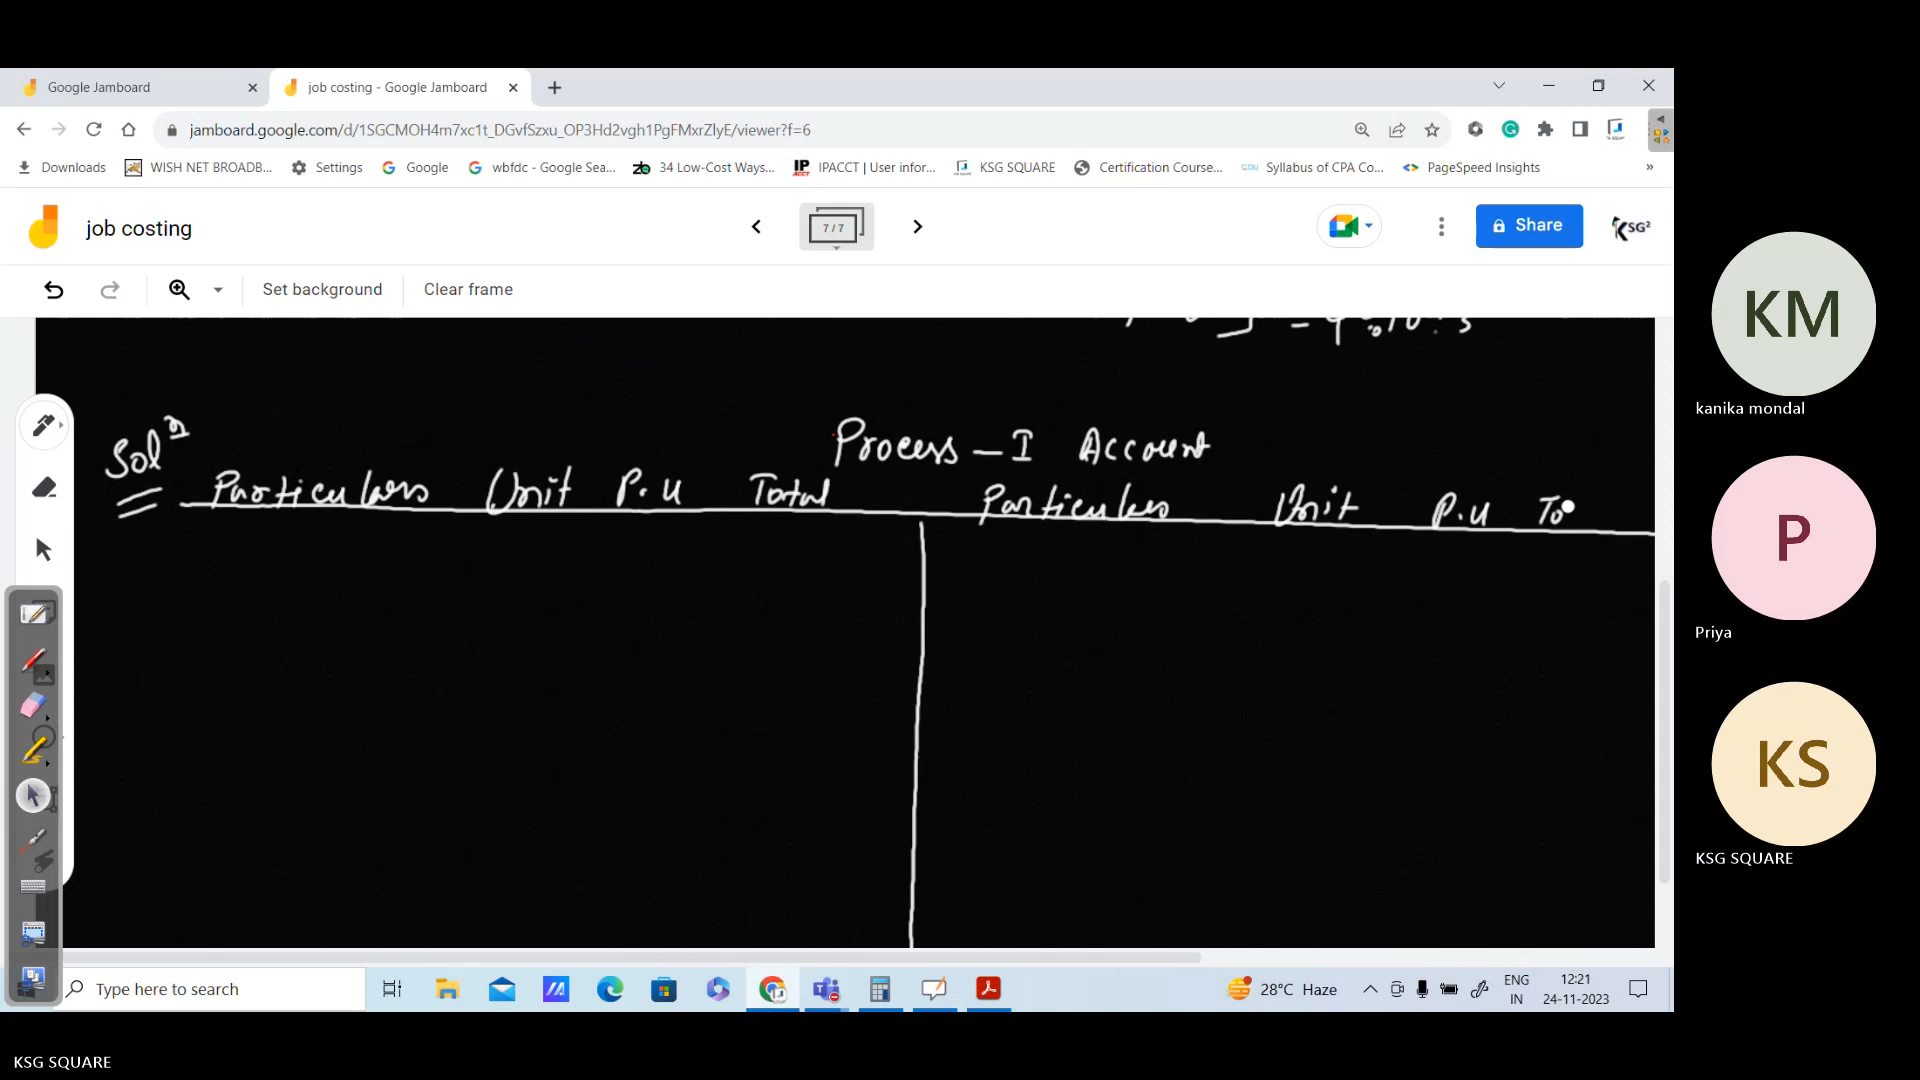 Google Jamboard
job costing - Google Jamboard
jamboard.google.com/d/1SGCMOH4m7xc1t_DGvfSzxu_OP3Hd2vgh1PgFMxrZlyE/viewer?f=6
Downloads WISH NET BROADB... Settings Google wbfdc - Google Sea... 34 Low-Cost Ways... IPACCT | User infor... KSG SQUARE Certification Course... Syllabus of CPA Co... PageSpeed Insights »
job costing
7 / 7
Share
KSG²
Set background
Clear frame
Solⁿ
Process - I Account
Particulars Unit P.U Total Particulars Unit P.U To
KM
kanika mondal
P
Priya
KS
KSG SQUARE
Type here to search
28°C Haze
ENG
IN
12:21
24-11-2023
KSG SQUARE